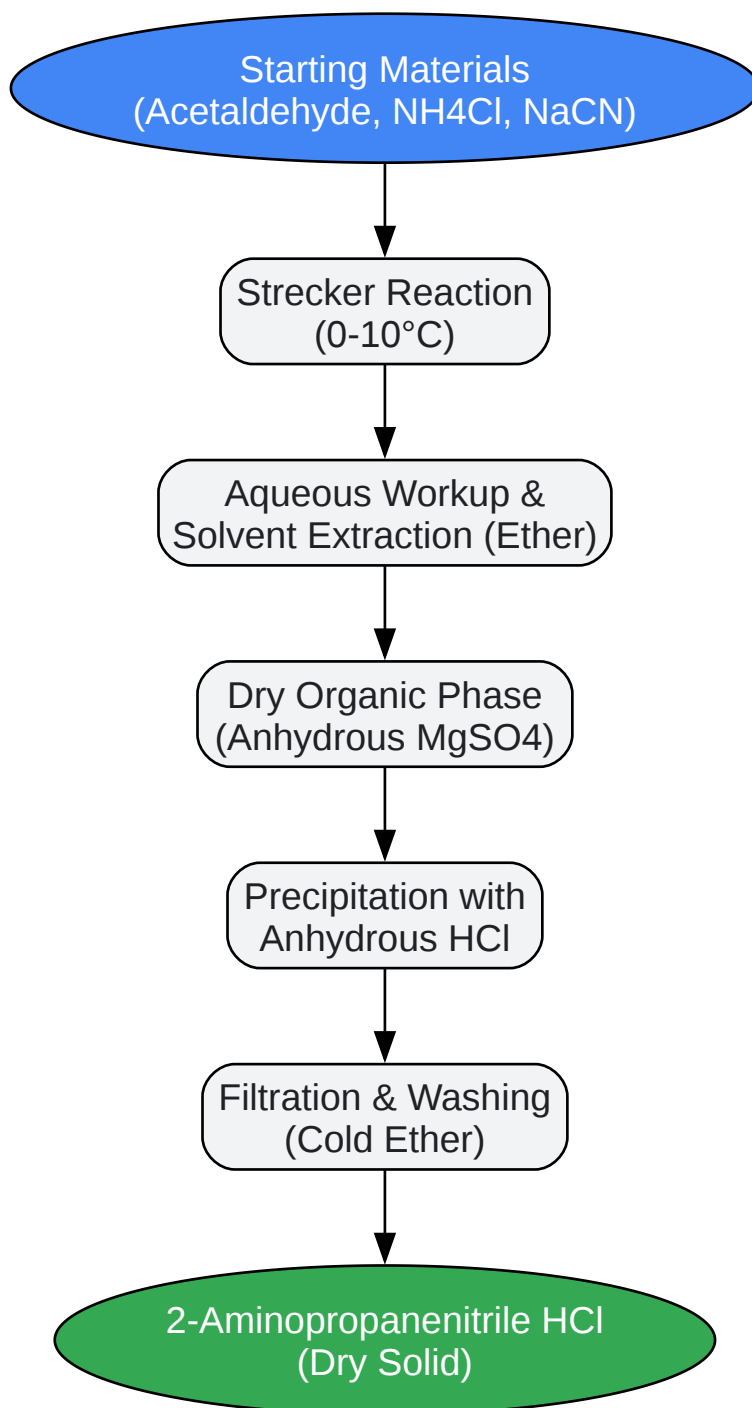 Starting Materials
(Acetaldehyde, NH4Cl, NaCN)
Strecker Reaction
(0-10°C)
Aqueous Workup &
Solvent Extraction (Ether)
Dry Organic Phase
(Anhydrous MgSO4)
Precipitation with
Anhydrous HCl
Filtration & Washing
(Cold Ether)
2-Aminopropanenitrile HCl
(Dry Solid)